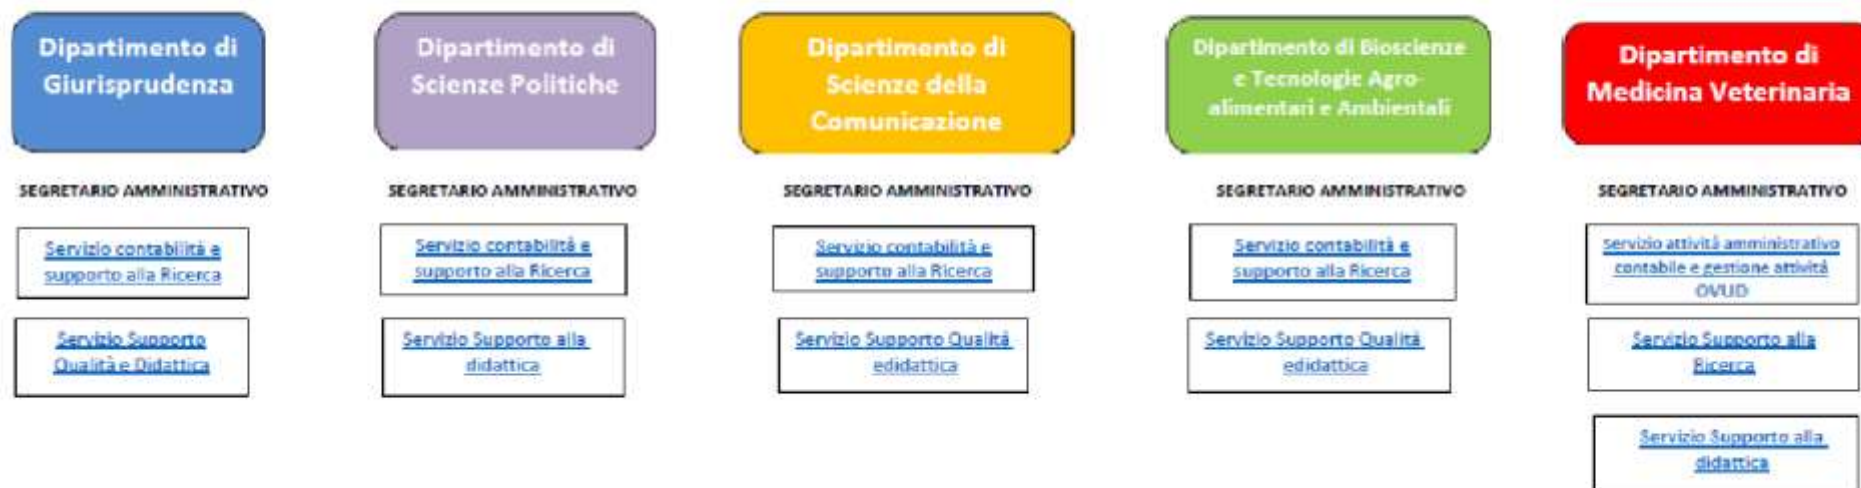 Dipartimento di
Giurisprudenza
SEGRETARIO AMMINISTRATIVO
Servizio contabilità e
supporto alla Ricerca
Servizio Supporto
Qualità e Didattica
Dipartimento di
Scienze Politiche
SEGRETARIO AMMINISTRATIVO
Servizio contabilità e
supporto alla Ricerca
Servizio Supporto alla
didattica
Dipartimento di
Scienze della
Comunicazione
SEGRETARIO AMMINISTRATIVO
Servizio contabilità e
supporto alla Ricerca
Servizio Supporto Qualità
edidattica
Dipartimento di Bioscienze
e Tecnologie Agro-
alimentari e Ambientali
SEGRETARIO AMMINISTRATIVO
Servizio contabilità e
supporto alla Ricerca
Servizio Supporto Qualità
edidattica
Dipartimento di
Medicina Veterinaria
SEGRETARIO AMMINISTRATIVO
Servizio attività amministrativo
contabile e gestione attività
OVUD
Servizio Supporto alla
Ricerca
Servizio Supporto alla
didattica